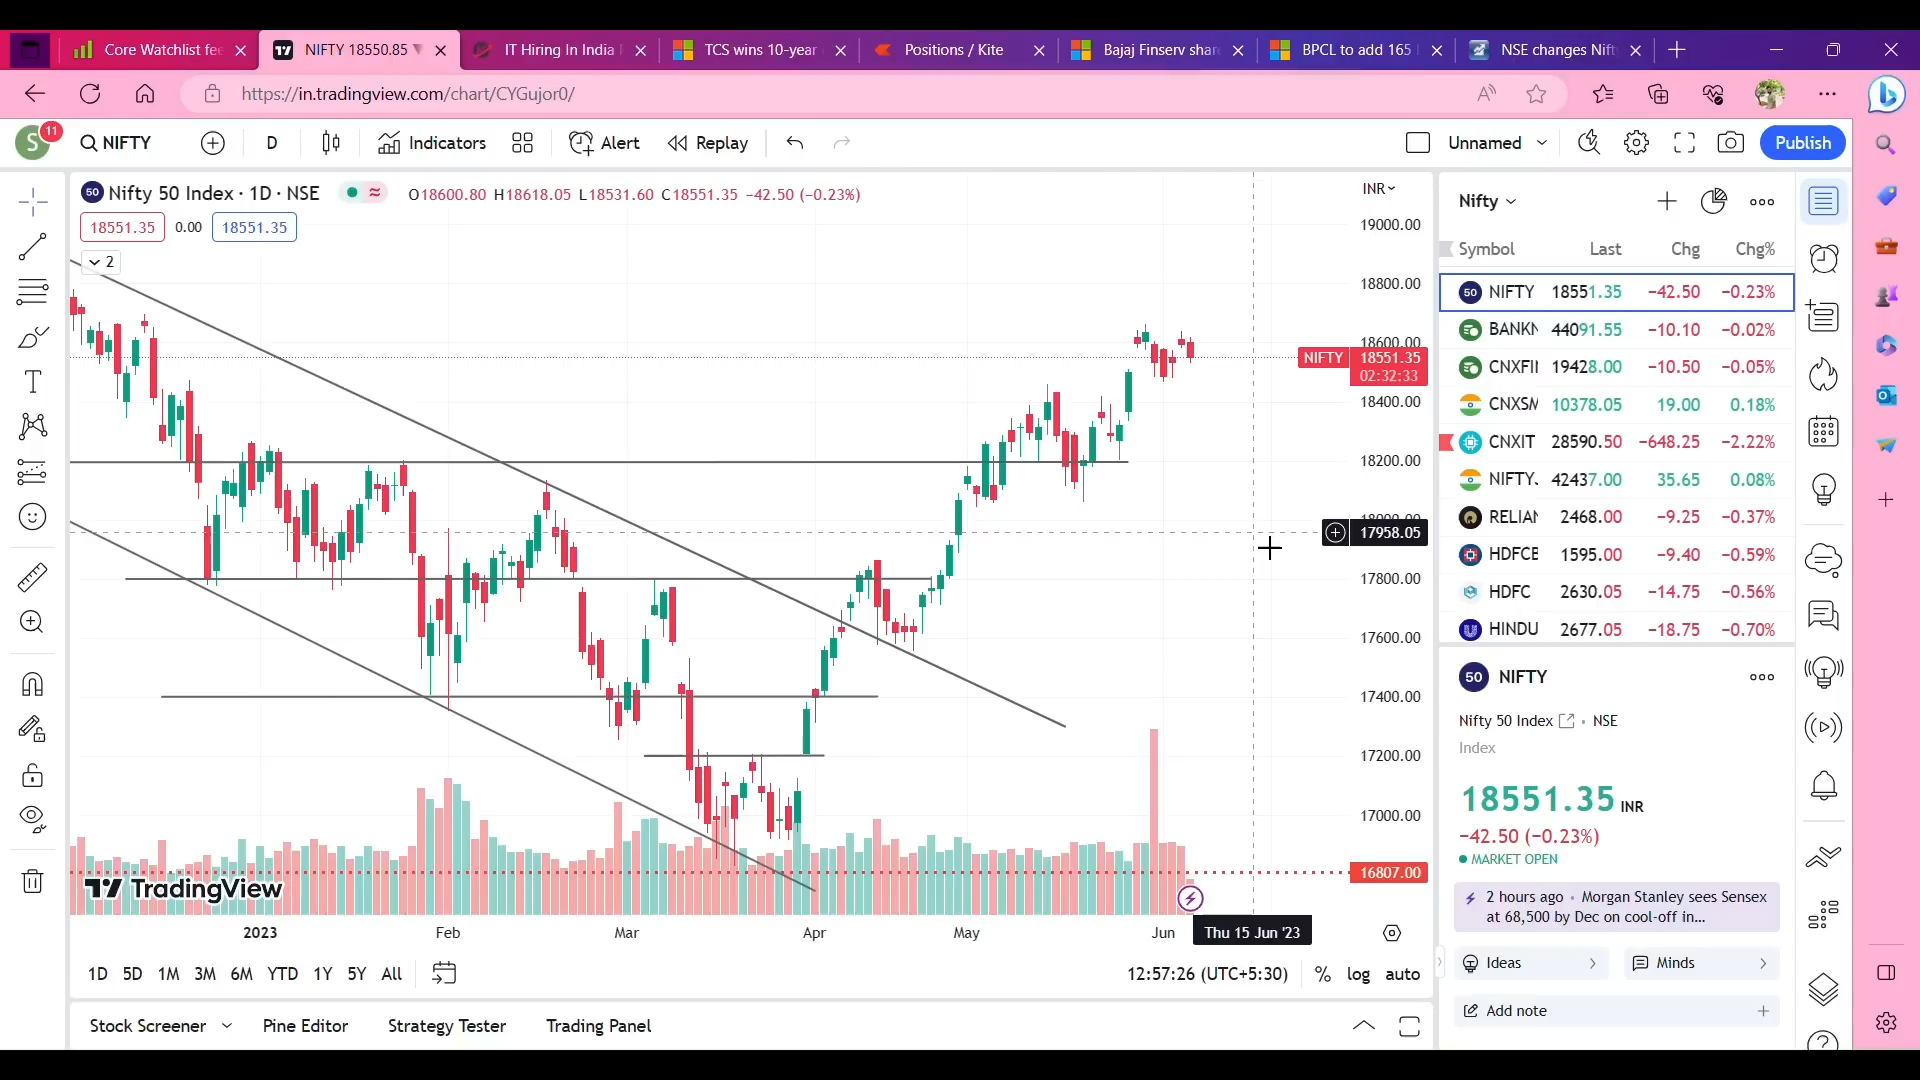 Core Watchlist fe
NIFTY 18550.85
IT Hiring In India
TCS wins 10-year
Positions / Kite
Bajaj Finserv shar
BPCL to add 165
NSE changes Nift
https://in.tradingview.com/chart/CYGujor0/
S 11 NIFTY D Indicators Alert Replay Unnamed Publish
50 Nifty 50 Index · 1D · NSE O18600.80 H18618.05 L18531.60 C18551.35 −42.50 (−0.23%)
18551.35 0.00 18551.35
2
INR
19000.00
18800.00
18600.00
NIFTY 18551.35
02:32:33
18400.00
18200.00
18000.00
17958.05
17800.00
17600.00
17400.00
17200.00
17000.00
16807.00
TradingView
2023 Feb Mar Apr May Jun Thu 15 Jun '23
1D 5D 1M 3M 6M YTD 1Y 5Y All 12:57:26 (UTC+5:30) % log auto
Stock Screener Pine Editor Strategy Tester Trading Panel
Nifty
Symbol Last Chg Chg%
50 NIFTY 18551.35 −42.50 −0.23%
BANKN 44091.55 −10.10 −0.02%
CNXFI 19428.00 −10.50 −0.05%
CNXSM 10378.05 19.00 0.18%
CNXIT 28590.50 −648.25 −2.22%
NIFTY 42437.00 35.65 0.08%
RELIAN 2468.00 −9.25 −0.37%
HDFCB 1595.00 −9.40 −0.59%
HDFC 2630.05 −14.75 −0.56%
HINDU 2677.05 −18.75 −0.70%
50 NIFTY
Nifty 50 Index · NSE
Index
18551.35 INR
−42.50 (−0.23%)
MARKET OPEN
2 hours ago · Morgan Stanley sees Sensex
at 68,500 by Dec on cool-off in...
Ideas
Minds
Add note